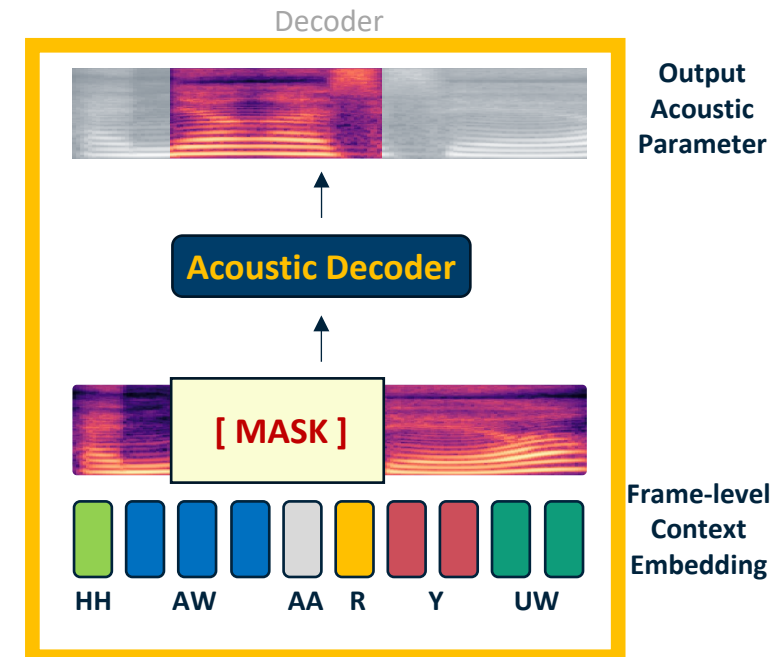 Decoder
Output
Acoustic
Parameter
Acoustic Decoder
[ MASK ]
Frame-level
Context
Embedding
HH AW AA R Y UW